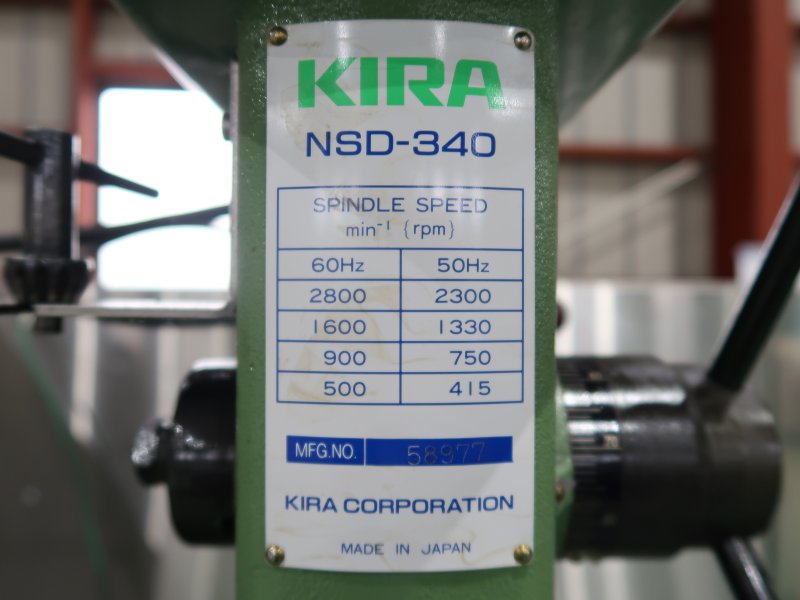 KIRA
NSD-340
SPINDLE SPEED
min⁻¹ {rpm}
60Hz 50Hz
2800 2300
1600 1330
900 750
500 415
MFG.NO. 58977
KIRA CORPORATION
MADE IN JAPAN